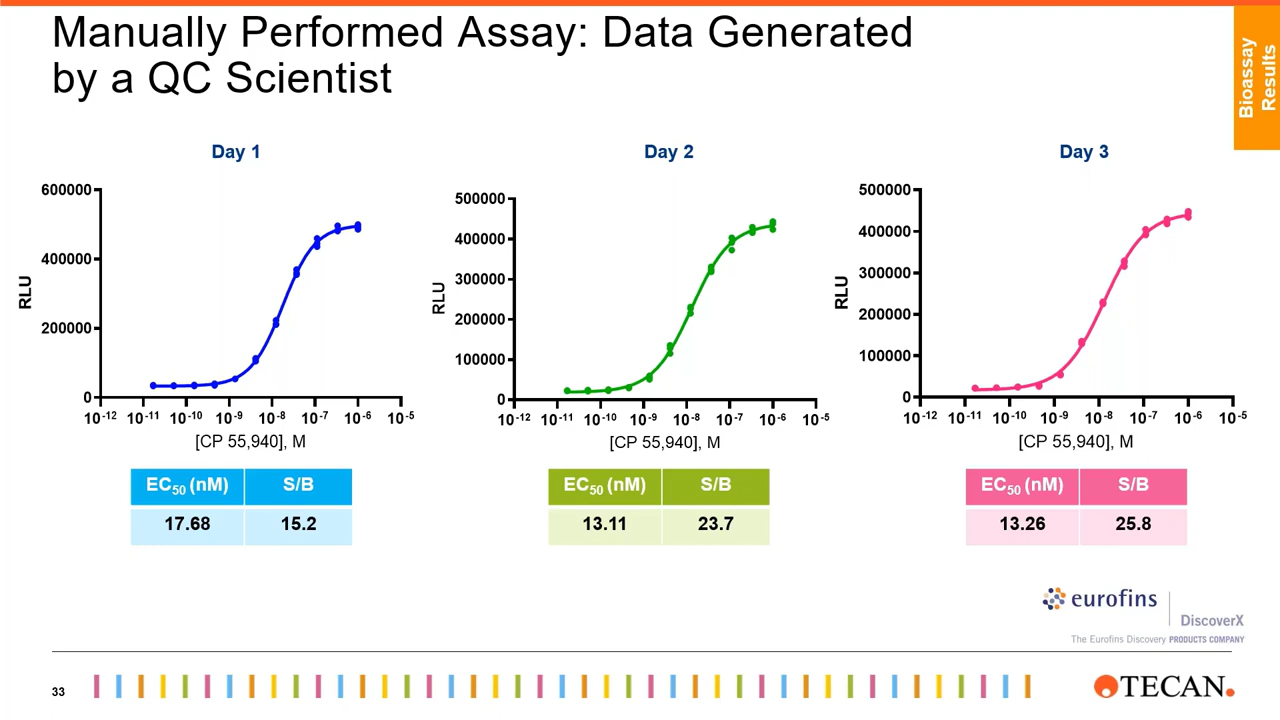 Manually Performed Assay: Data Generated
by a QC Scientist
Bioassay
Results
Day 1
600000
400000
200000
0
RLU
10-12 10-11 10-10 10-9 10-8 10-7 10-6 10-5
[CP 55,940], M
EC50 (nM) S/B
17.68 15.2
Day 2
500000
400000
300000
200000
100000
0
RLU
10-12 10-11 10-10 10-9 10-8 10-7 10-6 10-5
[CP 55,940], M
EC50 (nM) S/B
13.11 23.7
Day 3
500000
400000
300000
200000
100000
0
RLU
10-12 10-11 10-10 10-9 10-8 10-7 10-6 10-5
[CP 55,940], M
EC50 (nM) S/B
13.26 25.8
eurofins
DiscoverX
The Eurofins Discovery PRODUCTS COMPANY
33
TECAN.